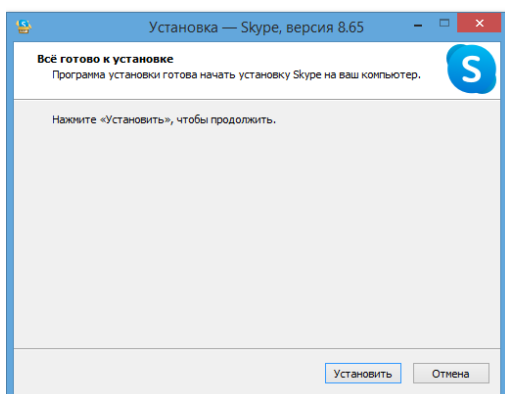 Установка — Skype, версия 8.65
Всё готово к установке
Программа установки готова начать установку Skype на ваш компьютер.
S
Нажмите «Установить», чтобы продолжить.
Установить
Отмена